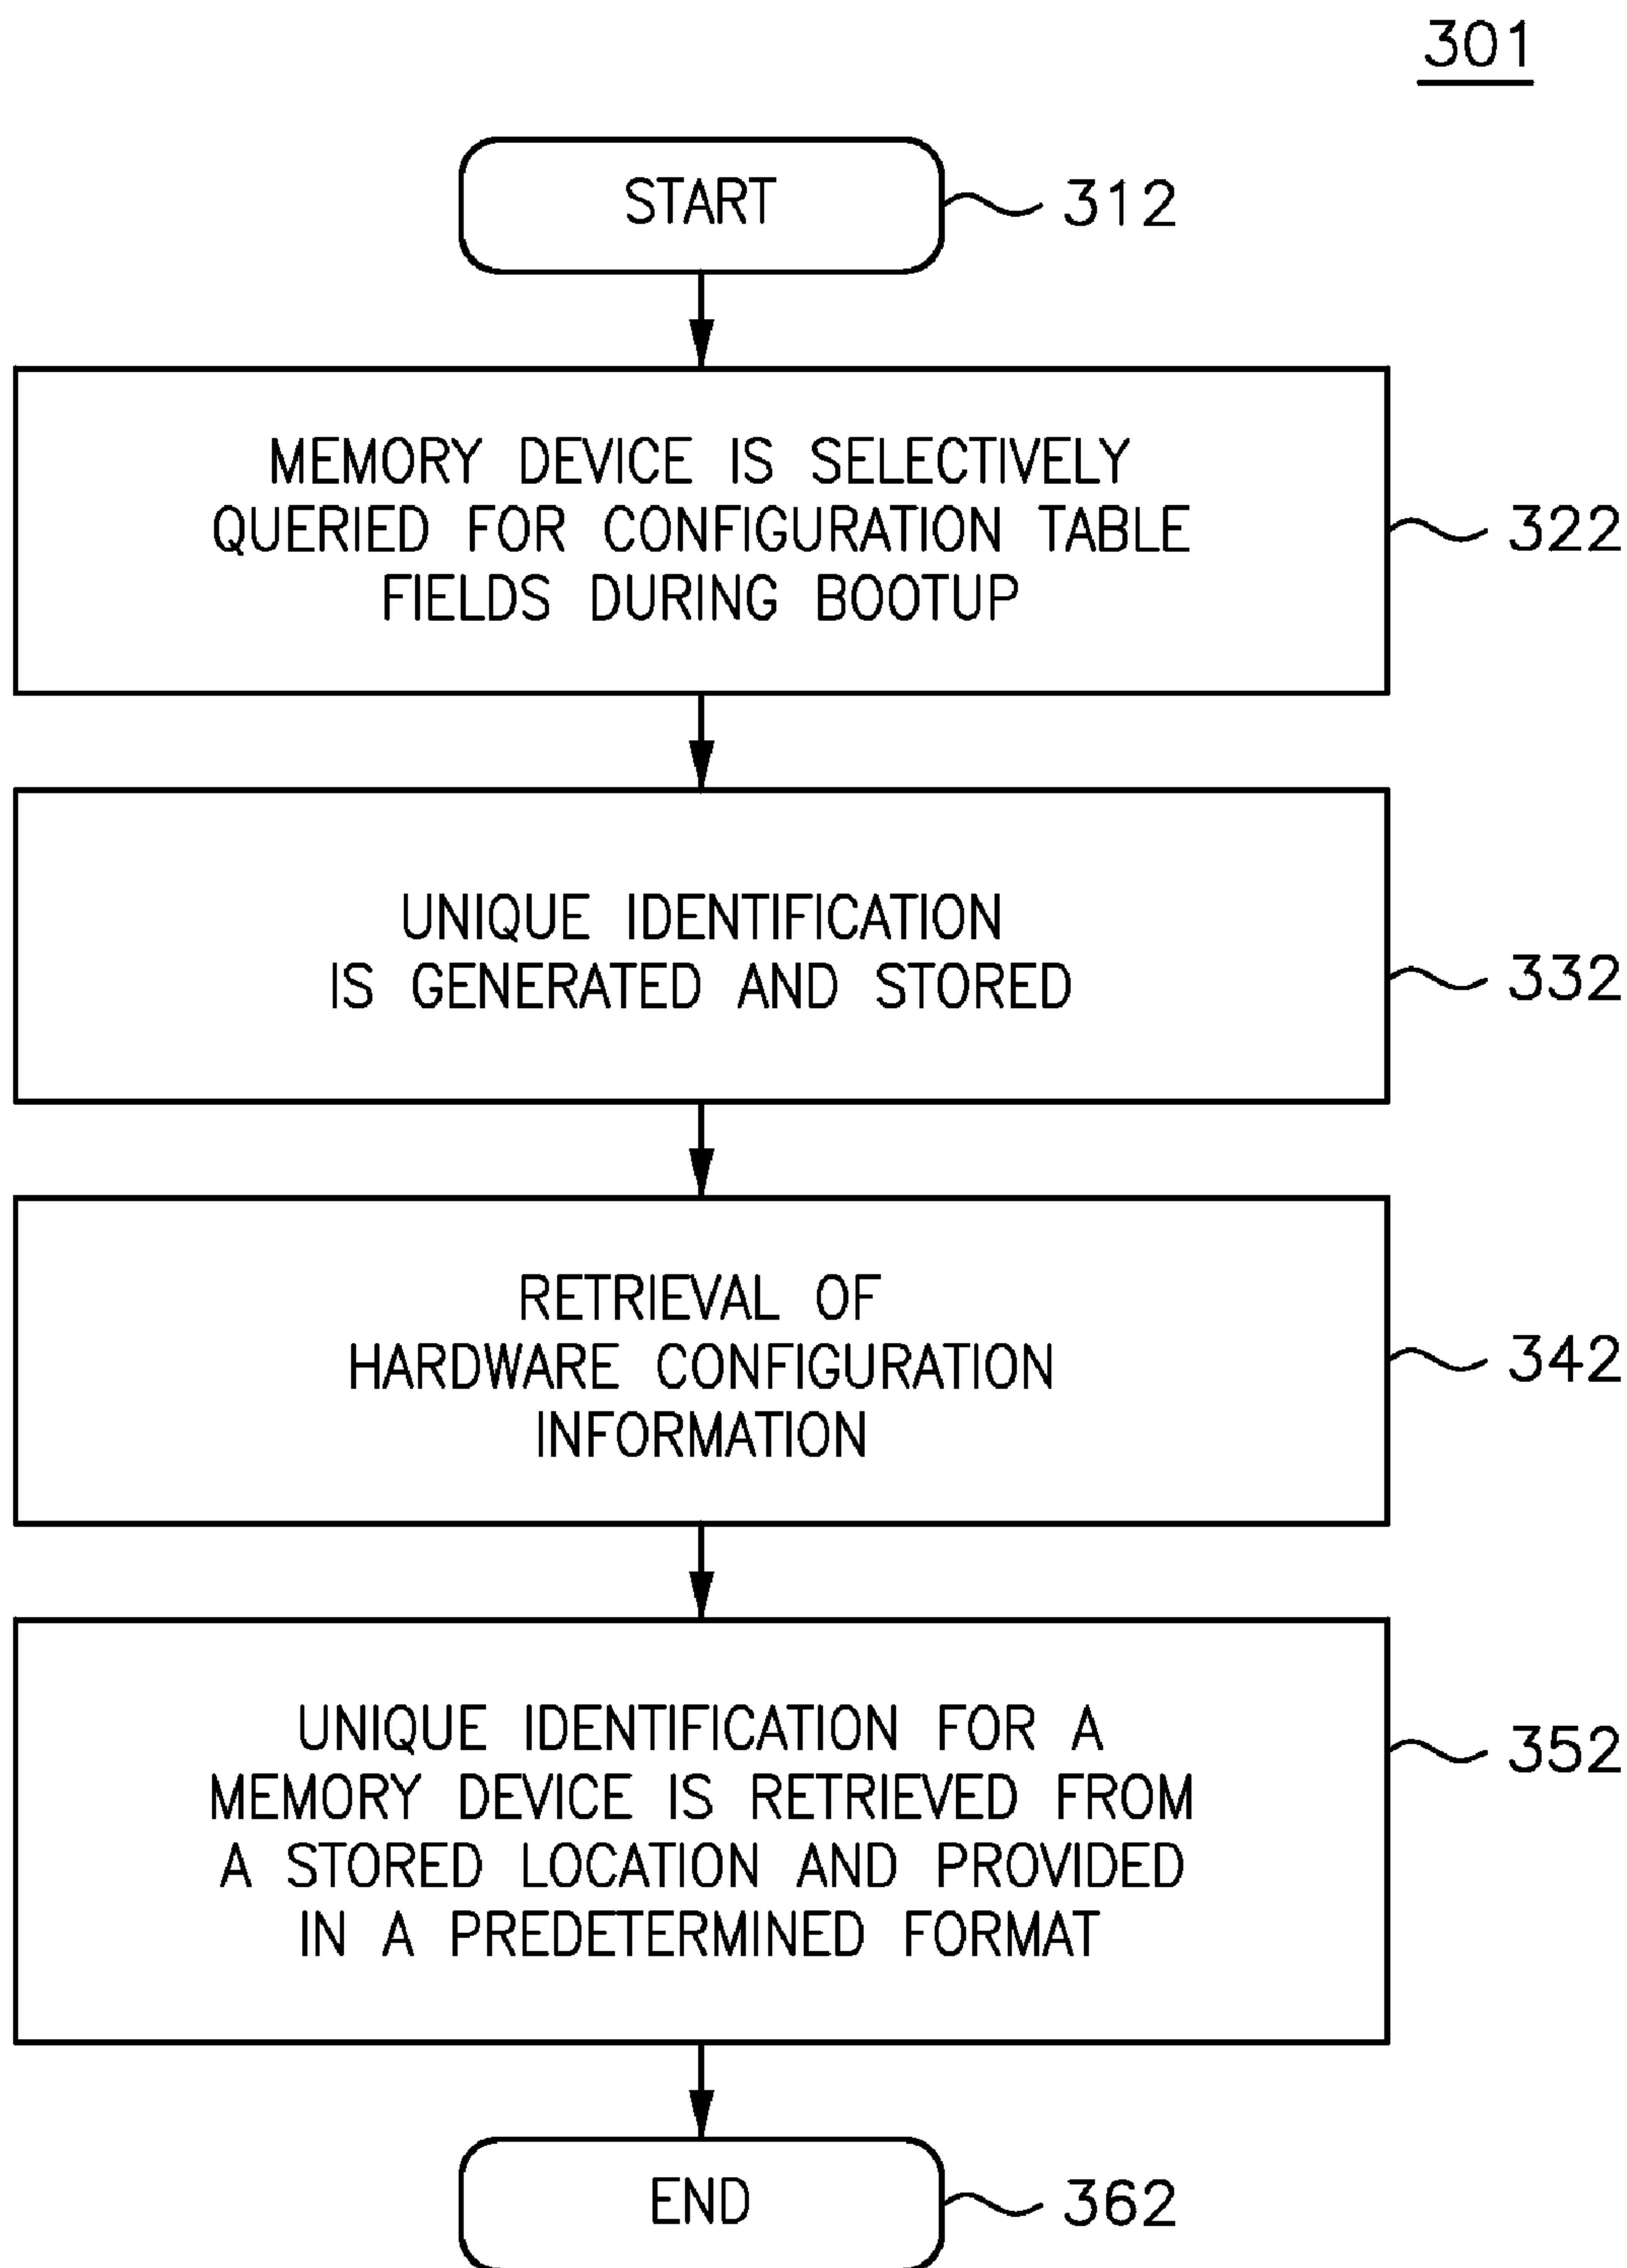 301
START
312
MEMORY DEVICE IS SELECTIVELY
QUERIED FOR CONFIGURATION TABLE
FIELDS DURING BOOTUP
322
UNIQUE IDENTIFICATION
IS GENERATED AND STORED
332
RETRIEVAL OF
HARDWARE CONFIGURATION
INFORMATION
342
UNIQUE IDENTIFICATION FOR A
MEMORY DEVICE IS RETRIEVED FROM
A STORED LOCATION AND PROVIDED
IN A PREDETERMINED FORMAT
352
END
362